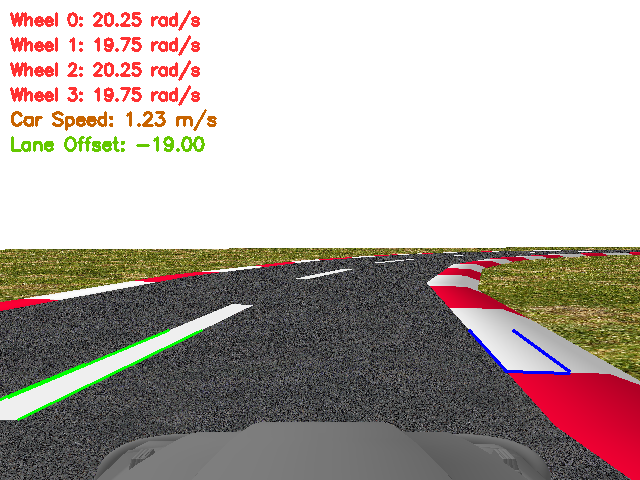 Wheel 0: 20.25 rad/s
Wheel 1: 19.75 rad/s
Wheel 2: 20.25 rad/s
Wheel 3: 19.75 rad/s
Car Speed: 1.23 m/s
Lane Offset: -19.00